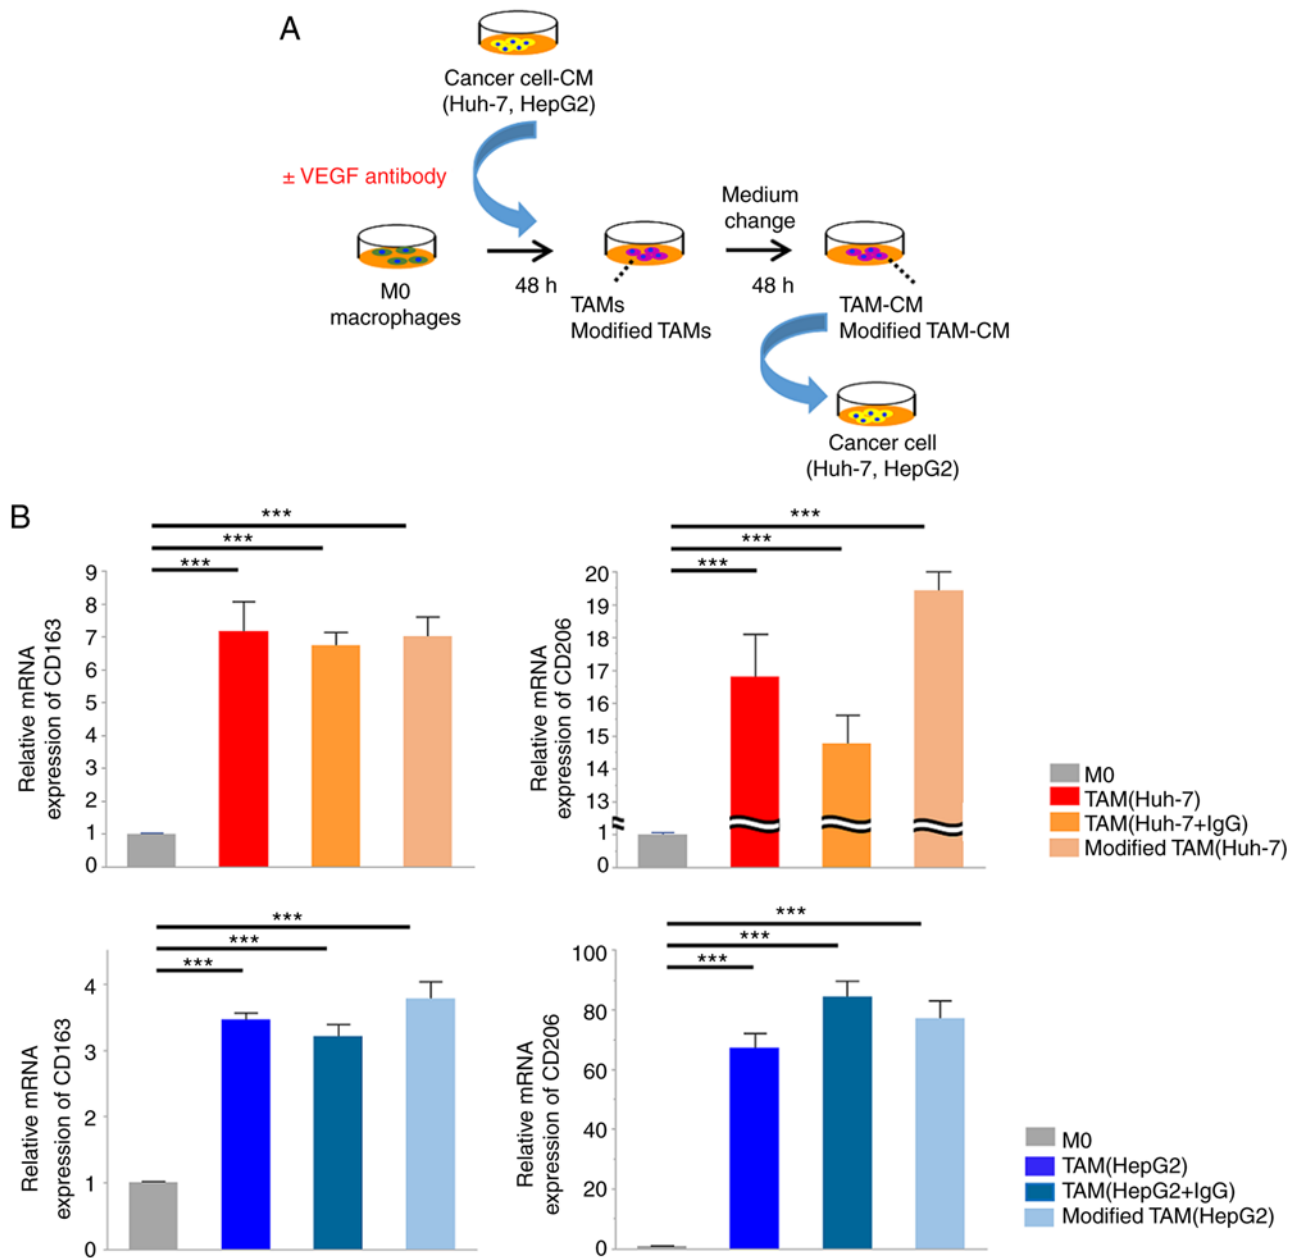 A
Cancer cell-CM
(Huh-7, HepG2)
± VEGF antibody
Medium
change
48 h
48 h
M0
macrophages
TAMs
Modified TAMs
TAM-CM
Modified TAM-CM
Cancer cell
(Huh-7, HepG2)
B
***
***
***
Relative mRNA
expression of CD163
9
8
7
6
5
4
3
2
1
0
***
***
***
Relative mRNA
expression of CD206
20
19
18
17
16
15
14
13
1
0
M0
TAM(Huh-7)
TAM(Huh-7+IgG)
Modified TAM(Huh-7)
***
***
***
Relative mRNA
expression of CD163
4
3
2
1
0
***
***
***
Relative mRNA
expression of CD206
100
80
60
40
20
0
M0
TAM(HepG2)
TAM(HepG2+IgG)
Modified TAM(HepG2)